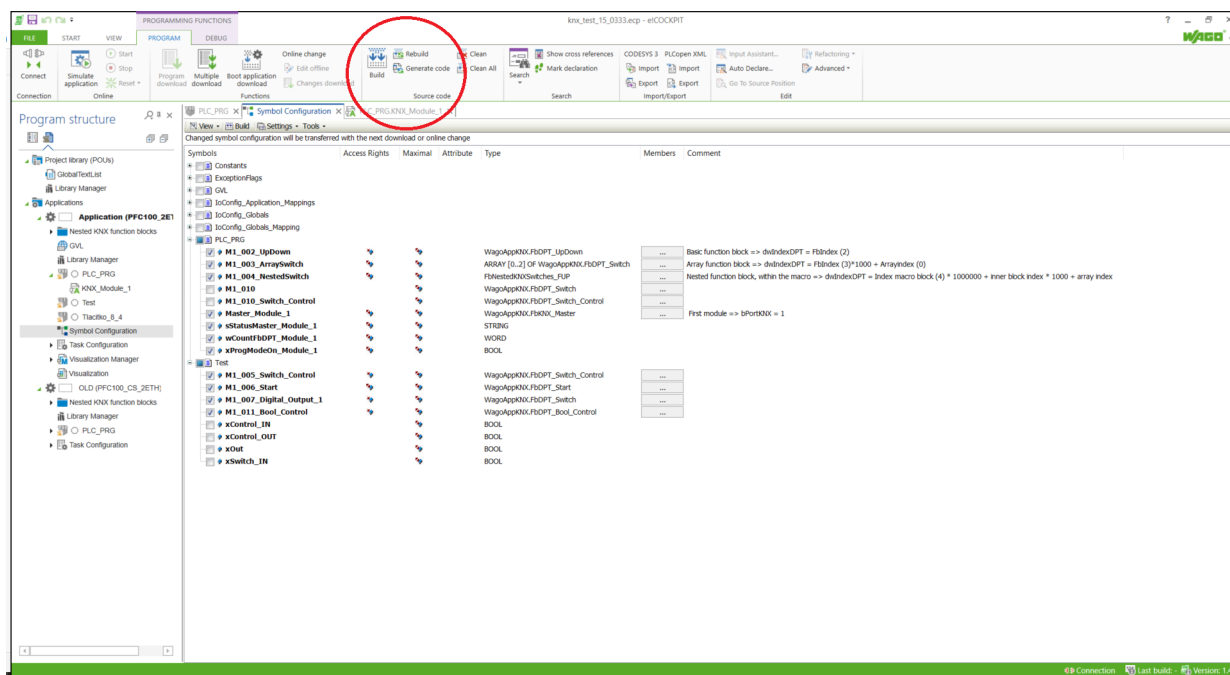 PROGRAMMING FUNCTIONS
knx_test_15_0333.ecp - e!COCKPIT
? _ ×
FILE START VIEW PROGRAM DEBUG
WAGO
Connect
Connection
Simulate application
Start
Stop
Reset
Online
Program download
Multiple download
Boot application download
Online change
Edit offline
Changes download
Functions
Build
Rebuild
Generate code
Clean
Clean All
Source code
Search
Show cross references
Mark declaration
Search
CODESYS 3 PLCopen XML
Import Import
Export Export
Import/Export
Input Assistant...
Auto Declare...
Go To Source Position
Refactoring
Advanced
Edit
Program structure
Project library (POUs)
GlobalTextList
Library Manager
Applications
Application (PFC100_2ET
Nested KNX function blocks
GVL
Library Manager
PLC_PRG
KNX_Module_1
Test
Tlacitko_8_4
Symbol Configuration
Task Configuration
Visualization Manager
Visualization
OLD (PFC100_CS_2ETH)
Nested KNX function blocks
Library Manager
PLC_PRG
Task Configuration
PLC_PRG × Symbol Configuration × PLC_PRG.KNX_Module_1
View Build Settings Tools
Changed symbol configuration will be transferred with the next download or online change
Symbols Access Rights Maximal Attribute Type Members Comment
Constants
ExceptionFlags
GVL
IoConfig_Application_Mappings
IoConfig_Globals
IoConfig_Globals_Mapping
PLC_PRG
M1_002_UpDown WagoAppKNX.FbDPT_UpDown ... Basic function block => dwIndexDPT = FbIndex (2)
M1_003_ArraySwitch ARRAY [0..2] OF WagoAppKNX.FbDPT_Switch ... Array function block => dwIndexDPT = FbIndex (3)*1000 + Arrayindex (0)
M1_004_NestedSwitch FbNestedKNXSwitches_FUP ... Nested function block, within the macro => dwIndexDPT = Index macro block (4) * 1000000 + inner block index * 1000 + array index
M1_010 WagoAppKNX.FbDPT_Switch ...
M1_010_Switch_Control WagoAppKNX.FbDPT_Switch_Control ...
Master_Module_1 WagoAppKNX.FbKNX_Master ... First module => bPortKNX = 1
sStatusMaster_Module_1 STRING
wCountFbDPT_Module_1 WORD
xProgModeOn_Module_1 BOOL
Test
M1_005_Switch_Control WagoAppKNX.FbDPT_Switch_Control ...
M1_006_Start WagoAppKNX.FbDPT_Start ...
M1_007_Digital_Output_1 WagoAppKNX.FbDPT_Switch ...
M1_011_Bool_Control WagoAppKNX.FbDPT_Bool_Control ...
xControl_IN BOOL
xControl_OUT BOOL
xOut BOOL
xSwitch_IN BOOL
Connection Last build: - Version: 1.4